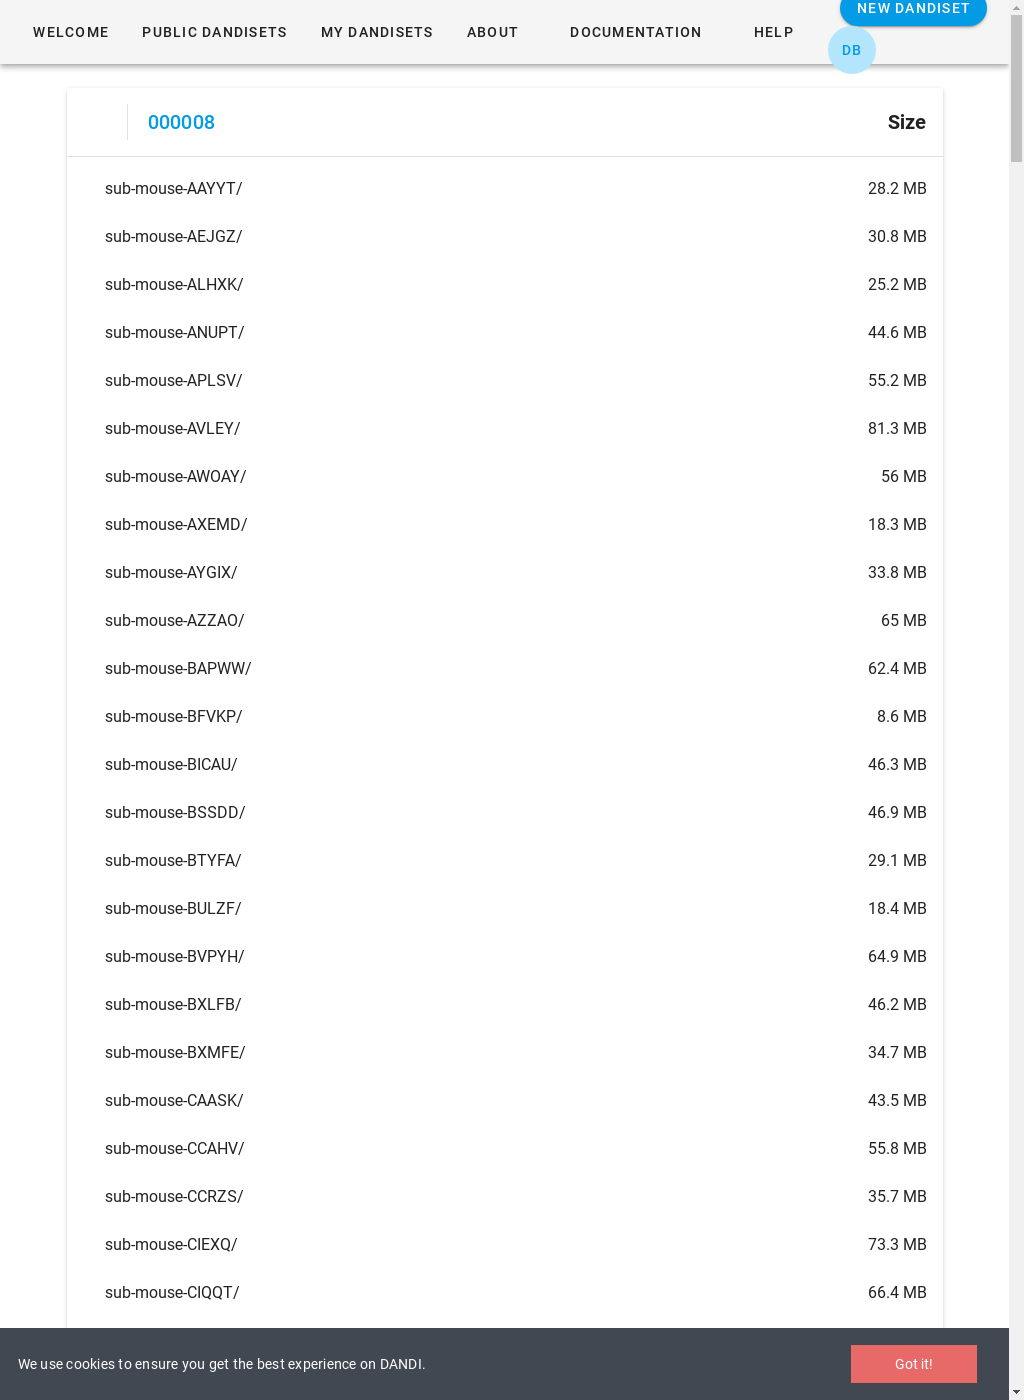 NEW DANDISET
WELCOME PUBLIC DANDISETS MY DANDISETS ABOUT DOCUMENTATION HELP
DB
000008 Size
sub-mouse-AAYYT/ 28.2 MB
sub-mouse-AEJGZ/ 30.8 MB
sub-mouse-ALHXK/ 25.2 MB
sub-mouse-ANUPT/ 44.6 MB
sub-mouse-APLSV/ 55.2 MB
sub-mouse-AVLEY/ 81.3 MB
sub-mouse-AWOAY/ 56 MB
sub-mouse-AXEMD/ 18.3 MB
sub-mouse-AYGIX/ 33.8 MB
sub-mouse-AZZAO/ 65 MB
sub-mouse-BAPWW/ 62.4 MB
sub-mouse-BFVKP/ 8.6 MB
sub-mouse-BICAU/ 46.3 MB
sub-mouse-BSSDD/ 46.9 MB
sub-mouse-BTYFA/ 29.1 MB
sub-mouse-BULZF/ 18.4 MB
sub-mouse-BVPYH/ 64.9 MB
sub-mouse-BXLFB/ 46.2 MB
sub-mouse-BXMFE/ 34.7 MB
sub-mouse-CAASK/ 43.5 MB
sub-mouse-CCAHV/ 55.8 MB
sub-mouse-CCRZS/ 35.7 MB
sub-mouse-CIEXQ/ 73.3 MB
sub-mouse-CIQQT/ 66.4 MB
We use cookies to ensure you get the best experience on DANDI. Got it!